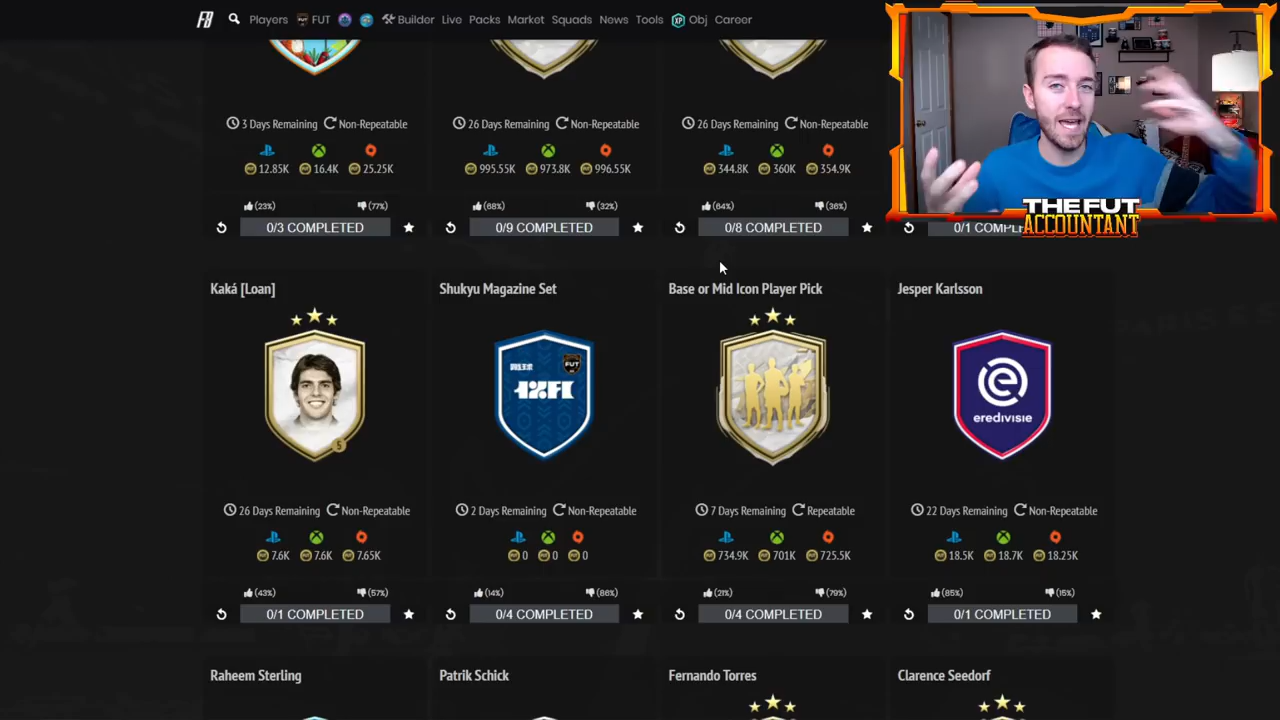 FB Players FUT Builder Live Packs Market Squads News Tools XP Obj Career
3 Days Remaining Non-Repeatable
12.85K 16.4K 25.25K
(23%) (77%)
0/3 COMPLETED
26 Days Remaining Non-Repeatable
995.55K 973.8K 996.55K
(68%) (32%)
0/9 COMPLETED
26 Days Remaining Non-Repeatable
344.8K 360K 354.9K
(64%) (36%)
0/8 COMPLETED
THE FUT
ACCOUNTANT
Kaká [Loan]
5
26 Days Remaining Non-Repeatable
7.6K 7.6K 7.65K
(43%) (57%)
0/1 COMPLETED
Shukyu Magazine Set
FUT
2 Days Remaining Non-Repeatable
0 0 0
(14%) (86%)
0/4 COMPLETED
Base or Mid Icon Player Pick
7 Days Remaining Repeatable
734.9K 701K 725.5K
(21%) (79%)
0/4 COMPLETED
Jesper Karlsson
eredivisie
22 Days Remaining Non-Repeatable
18.5K 18.7K 18.25K
(85%) (15%)
0/1 COMPLETED
Raheem Sterling
Patrik Schick
Fernando Torres
Clarence Seedorf